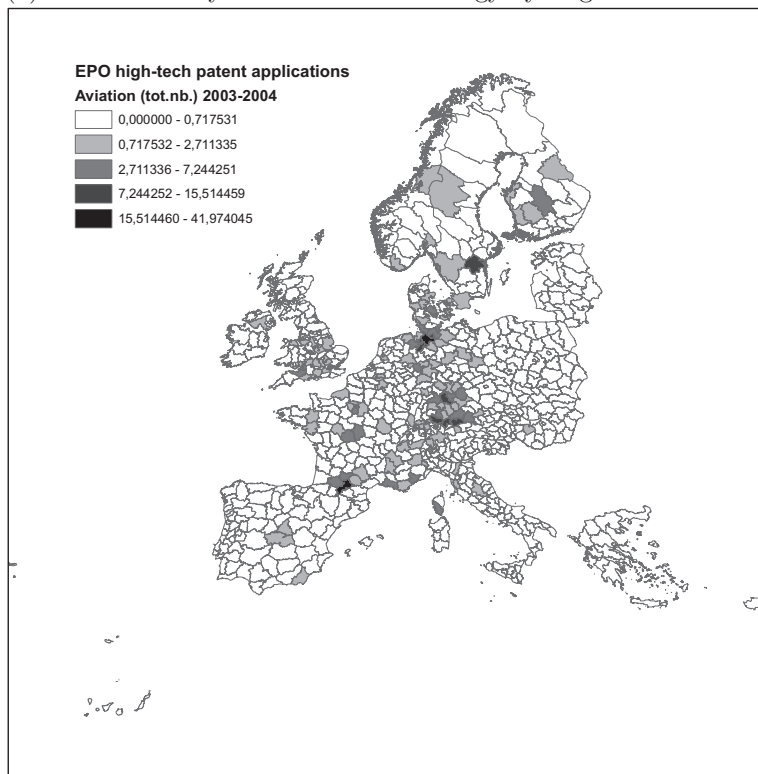 EPO high-tech patent applications
Aviation (tot.nb.) 2003-2004
0,000000 - 0,717531
0,717532 - 2,711335
2,711336 - 7,244251
7,244252 - 15,514459
15,514460 - 41,974045